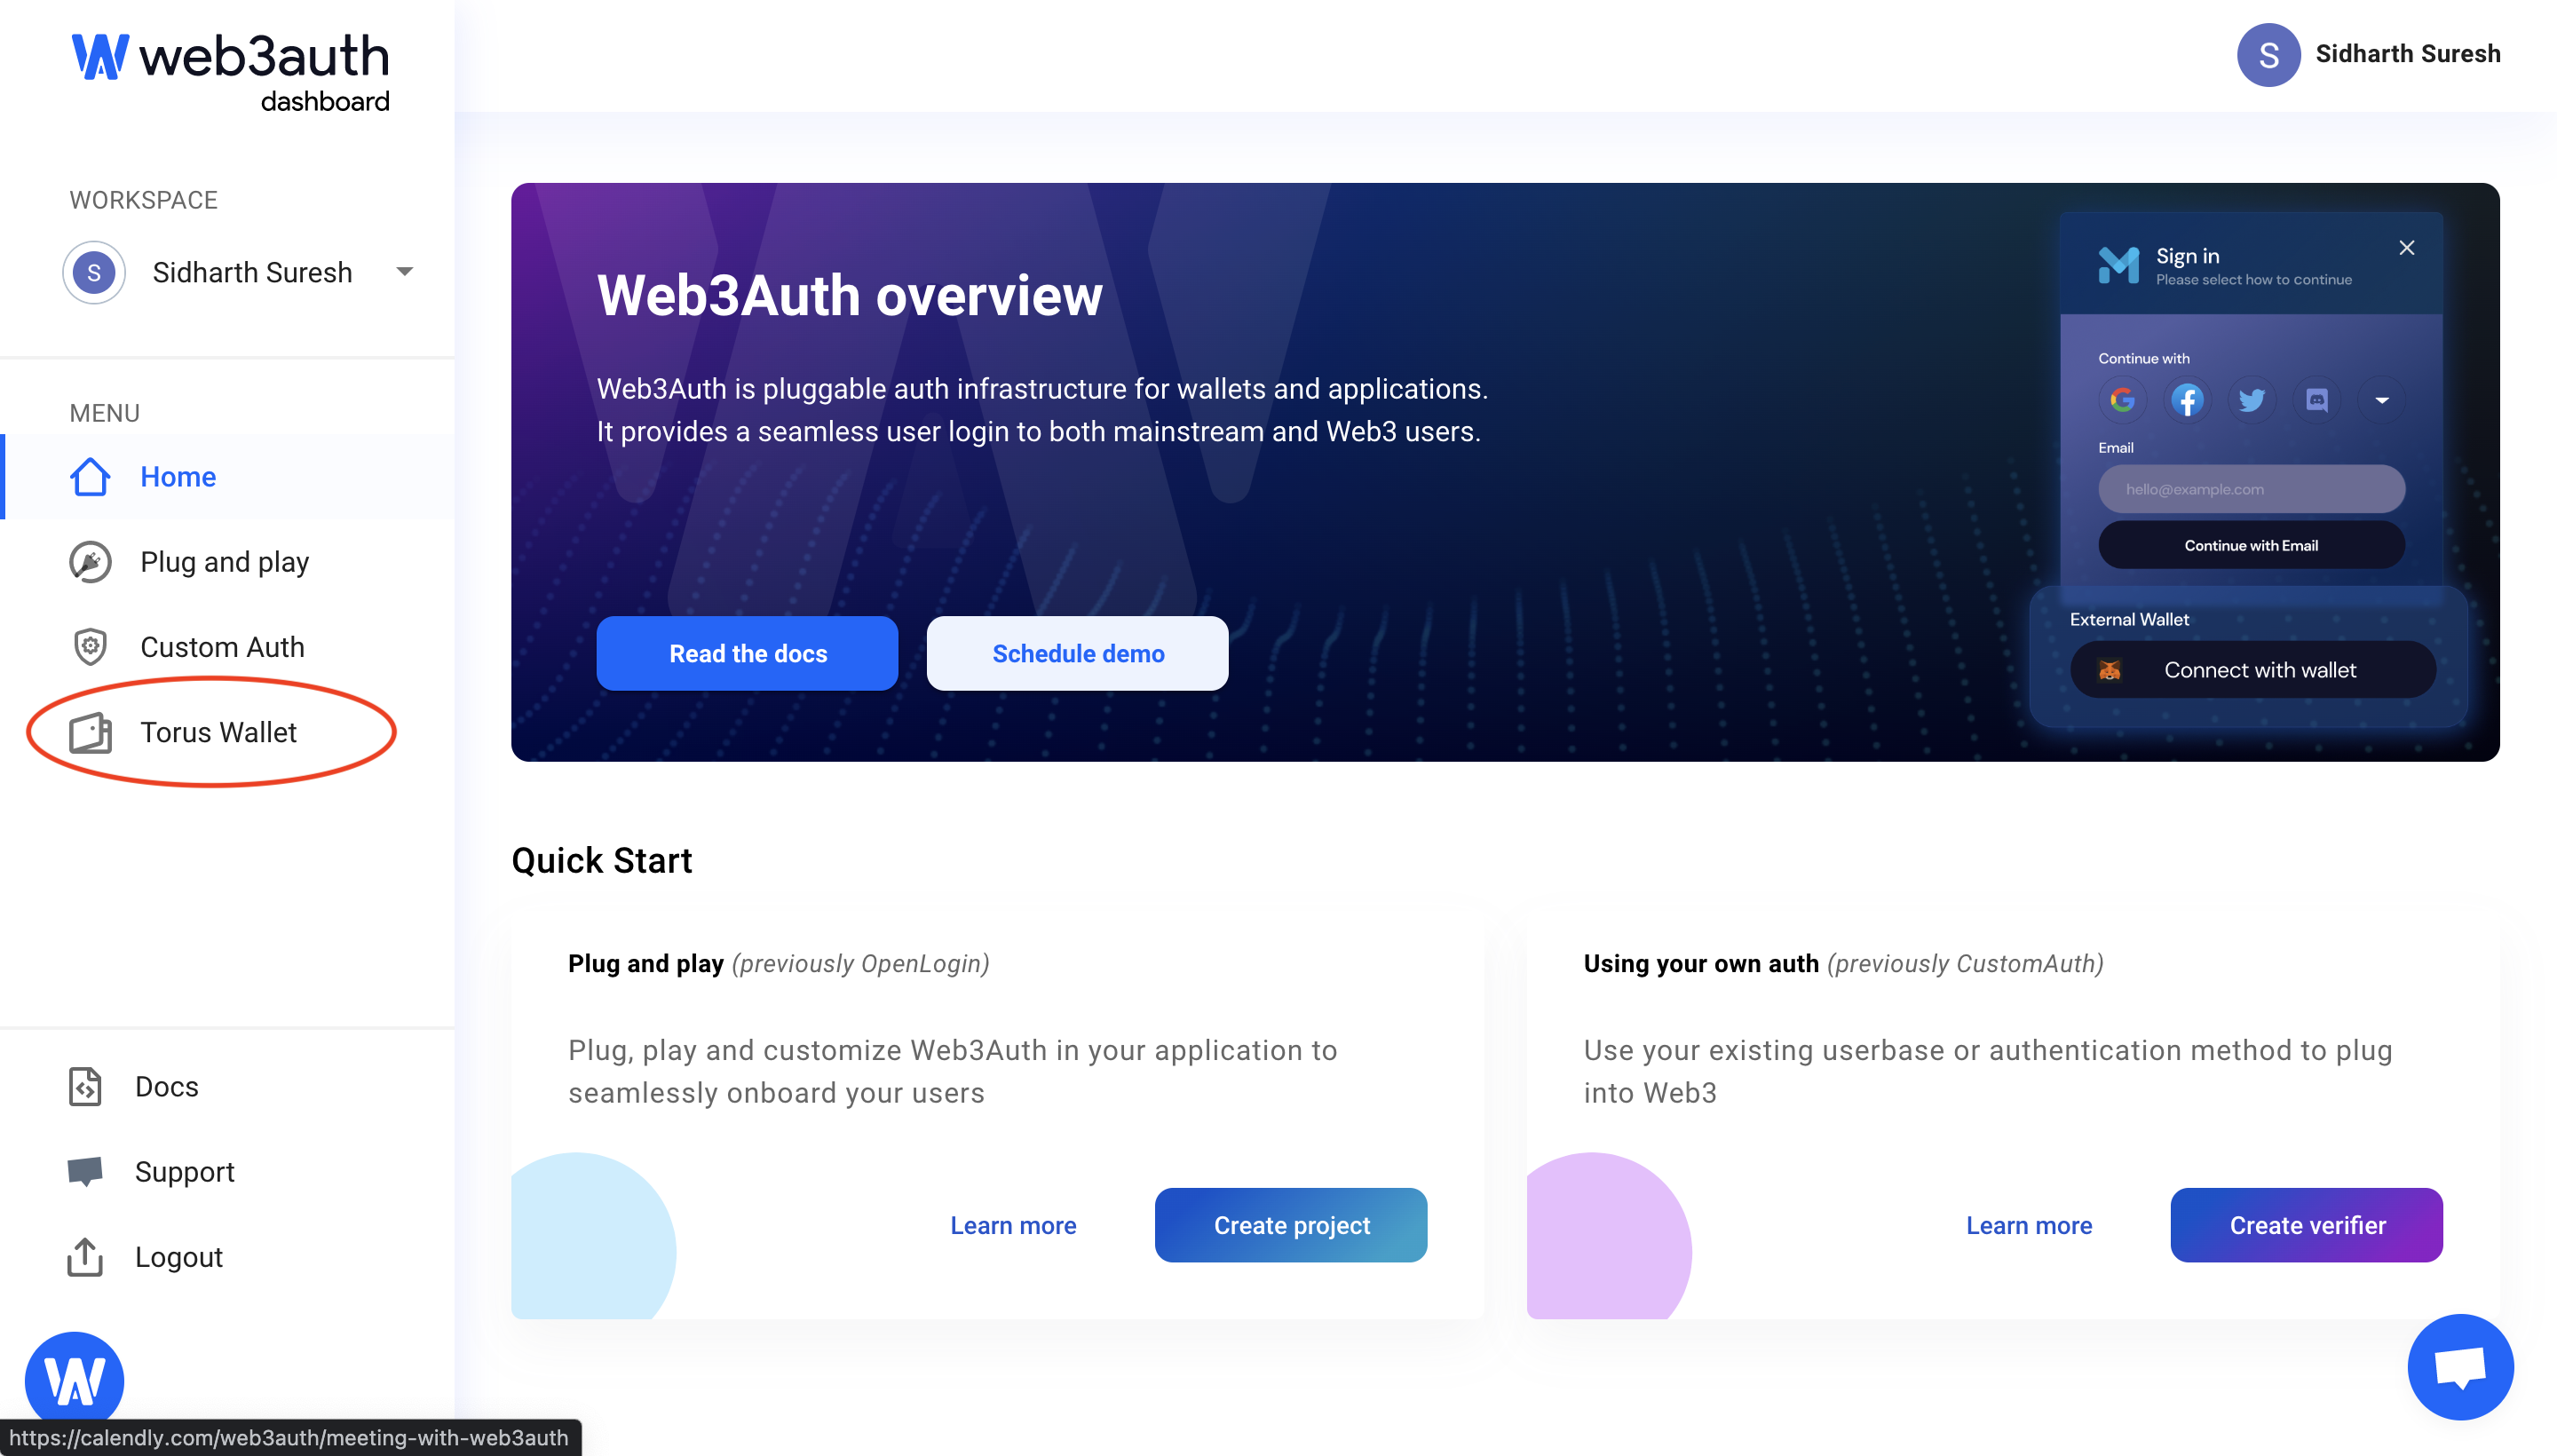 web3auth
dashboard
WORKSPACE
S
Sidharth Suresh
MENU
Home
Plug and play
Custom Auth
Torus Wallet
Docs
Support
Logout
https://calendly.com/web3auth/meeting-with-web3auth
S
Sidharth Suresh
Web3Auth overview
Web3Auth is pluggable auth infrastructure for wallets and applications.
It provides a seamless user login to both mainstream and Web3 users.
Read the docs
Schedule demo
Sign in
Please select how to continue
Continue with
Email
hello@example.com
Continue with Email
External Wallet
Connect with wallet
Quick Start
Plug and play (previously OpenLogin)
Plug, play and customize Web3Auth in your application to
seamlessly onboard your users
Learn more
Create project
Using your own auth (previously CustomAuth)
Use your existing userbase or authentication method to plug
into Web3
Learn more
Create verifier